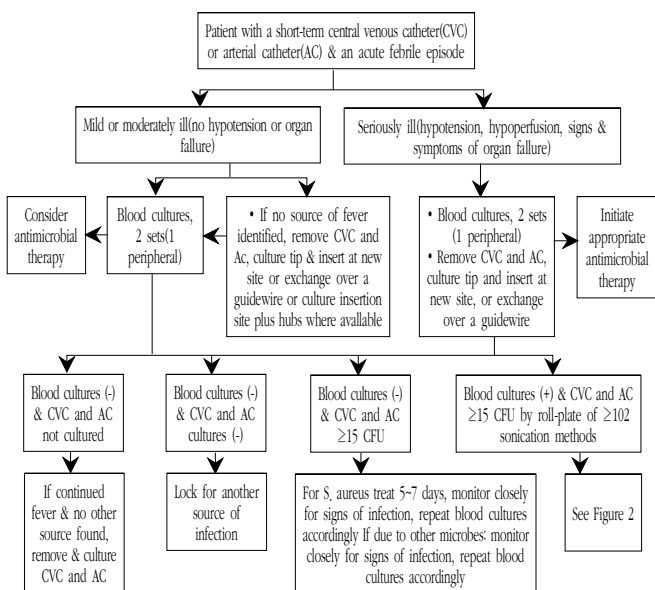 Patient with a short-term central venous catheter(CVC)
or arterial catheter(AC) & an acute febrile episode
Mild or moderately ill(no hypotension or organ
fallure)
Seriously ill(hypotension, hypoperfusion, signs &
symptoms of organ fallure)
Consider
antimicrobial
therapy
Blood cultures,
2 sets(1
peripheral)
• If no source of fever
identified, remove CVC and
Ac, culture tip & insert at new
site or exchange over a
guidewire or culture insertion
site plus hubs where available
• Blood cultures, 2 sets
(1 peripheral)
• Remove CVC and AC,
culture tip and insert at
new site, or exchange
over a guidewire
Initiate
appropriate
antimicrobial
therapy
Blood cultures (-)
& CVC and AC
not cultured
Blood cultures (-)
& CVC and AC
cultures (-)
Blood cultures (-)
& CVC and AC
≥15 CFU
Blood cultures (+) & CVC and AC
≥15 CFU by roll-plate of ≥102
sonication methods
If continued
fever & no other
source found,
remove & culture
CVC and AC
Lock for another
source of
infection
For S. aureus treat 5~7 days, monitor closely
for signs of infection, repeat blood cultures
accordingly If due to other microbes: monitor
closely for signs of infection, repeat blood
cultures accordingly
See Figure 2